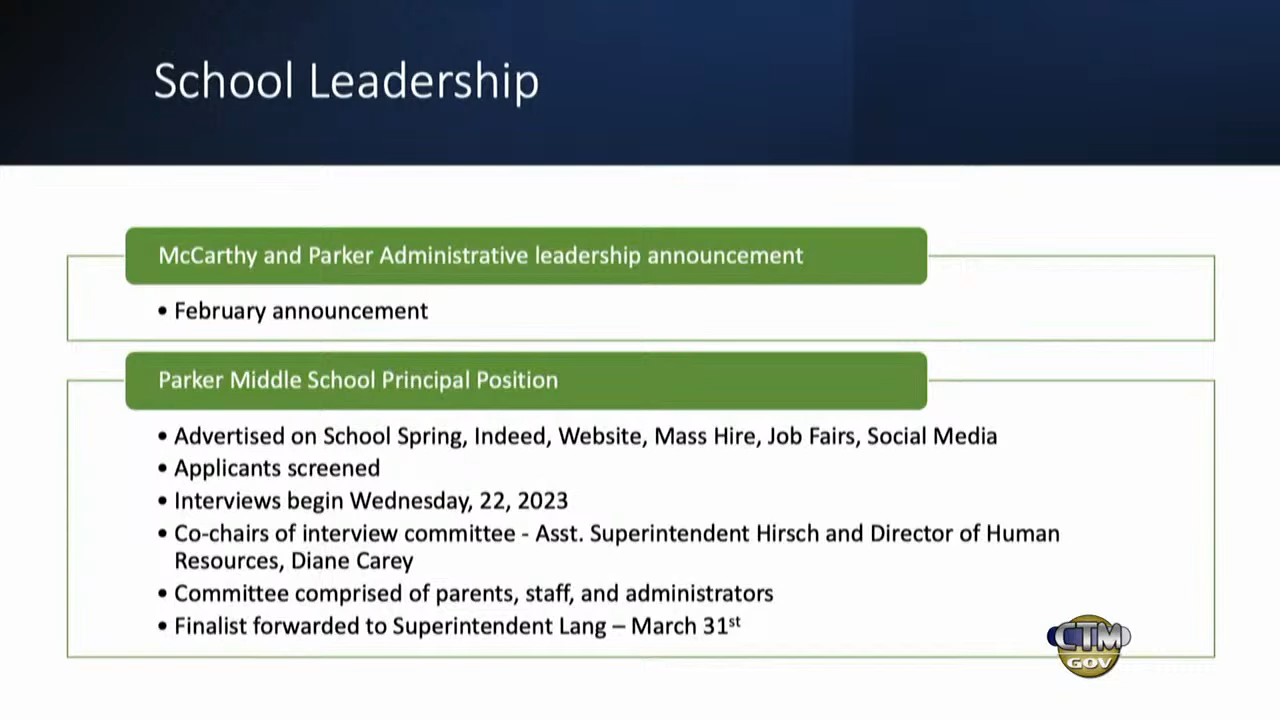 School Leadership
McCarthy and Parker Administrative leadership announcement
• February announcement
Parker Middle School Principal Position
• Advertised on School Spring, Indeed, Website, Mass Hire, Job Fairs, Social Media
• Applicants screened
• Interviews begin Wednesday, 22, 2023
• Co-chairs of interview committee - Asst. Superintendent Hirsch and Director of Human
Resources, Diane Carey
• Committee comprised of parents, staff, and administrators
• Finalist forwarded to Superintendent Lang – March 31st
CTM
GOV